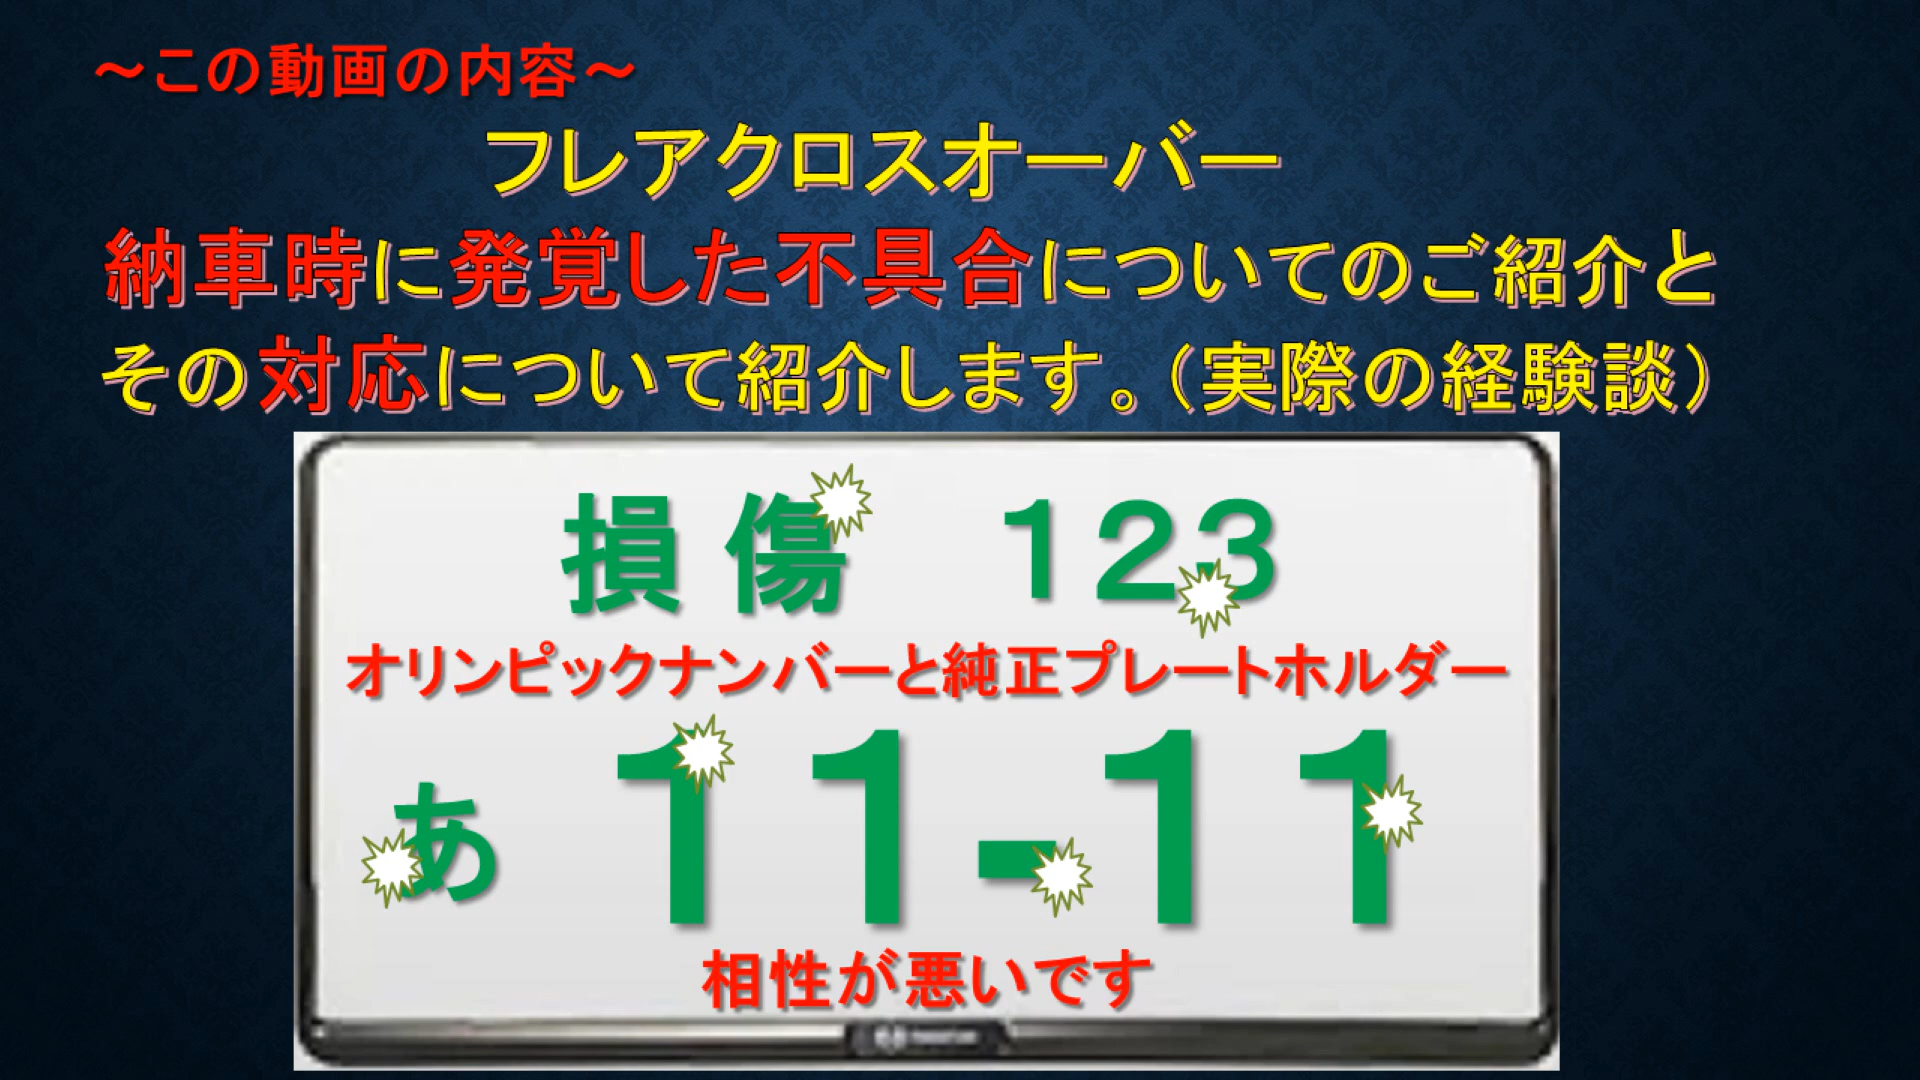 ～この動画の内容～
フレアクロスオーバー
納車時に発覚した不具合についてのご紹介と
その対応について紹介します。（実際の経験談）
損傷 123
オリンピックナンバーと純正プレートホルダー
あ 11-11
相性が悪いです